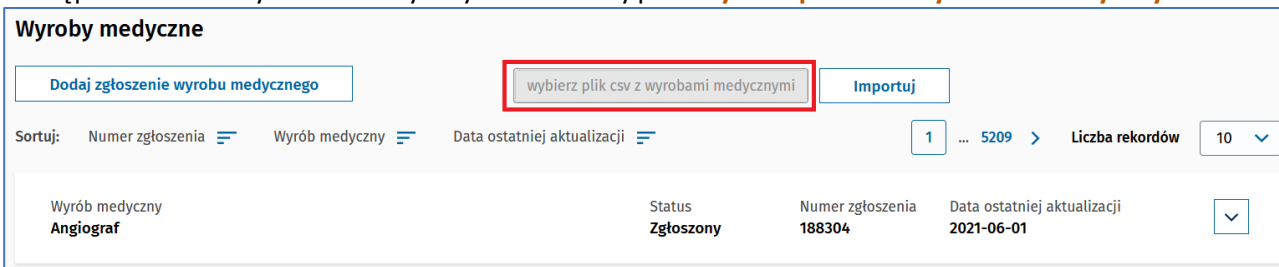 Wyroby medyczne
Dodaj zgłoszenie wyrobu medycznego wybierz plik csv z wyrobami medycznymi Importuj
Sortuj: Numer zgłoszenia Wyrób medyczny Data ostatniej aktualizacji 1 ... 5209 > Liczba rekordów 10
Wyrób medyczny Status Numer zgłoszenia Data ostatniej aktualizacji
Angiograf Zgłoszony 188304 2021-06-01